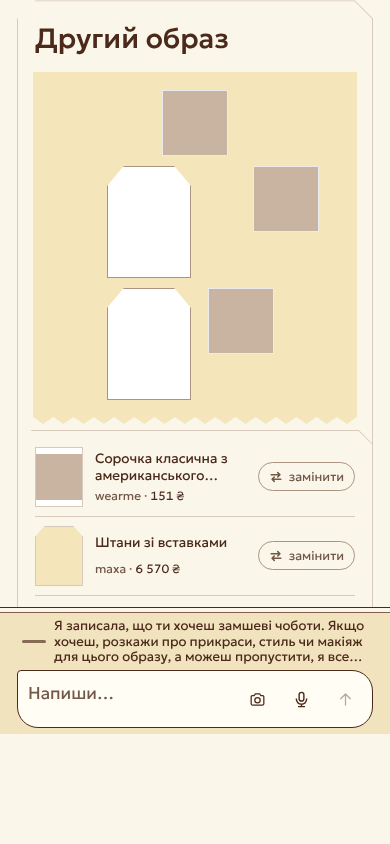 Другий образ
Сорочка класична з
американського…
wearme · 151 ₴
замінити
Штани зі вставками
maxa · 6 570 ₴
замінити
Я записала, що ти хочеш замшеві чоботи. Якщо
хочеш, розкажи про прикраси, стиль чи макіяж
для цього образу, а можеш пропустити, я все…
Напиши…